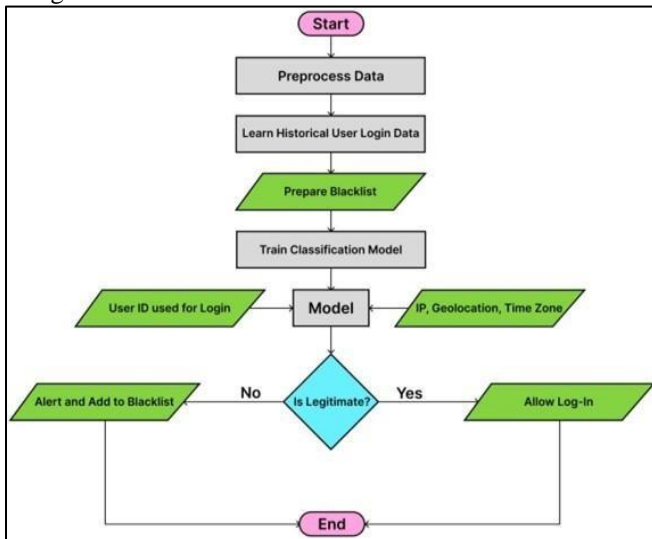 Start
Preprocess Data
Learn Historical User Login Data
Prepare Blacklist
Train Classification Model
User ID used for Login
Model
IP, Geolocation, Time Zone
No
Is Legitimate?
Yes
Alert and Add to Blacklist
Allow Log-In
End